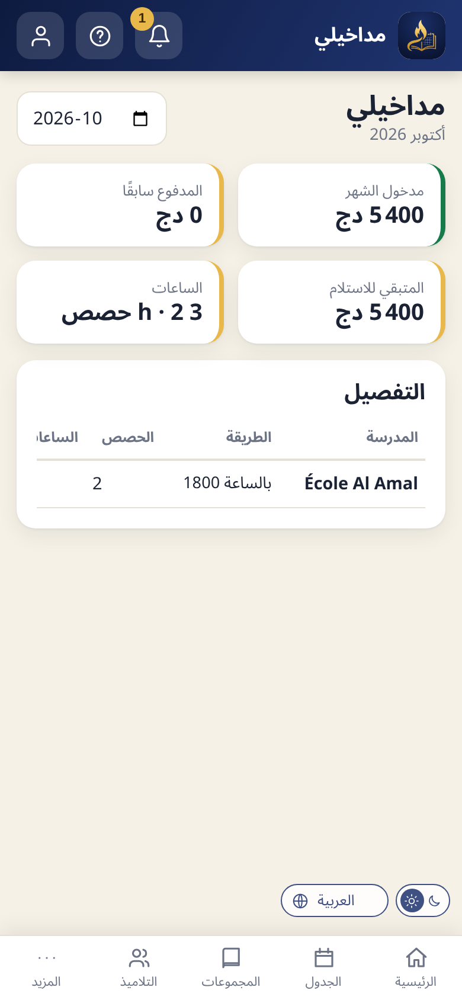 مداخيلي
1
مداخيلي
أكتوبر 2026
2026-10
مدخول الشهر
5 400 دج
المدفوع سابقًا
0 دج
المتبقي للاستلام
5 400 دج
الساعات
3 h · 2 حصص
التفصيل
المدرسة الطريقة الحصص
École Al Amal بالساعة 1800 2
العربية
الرئيسية
الجدول
المجموعات
التلاميذ
المزيد